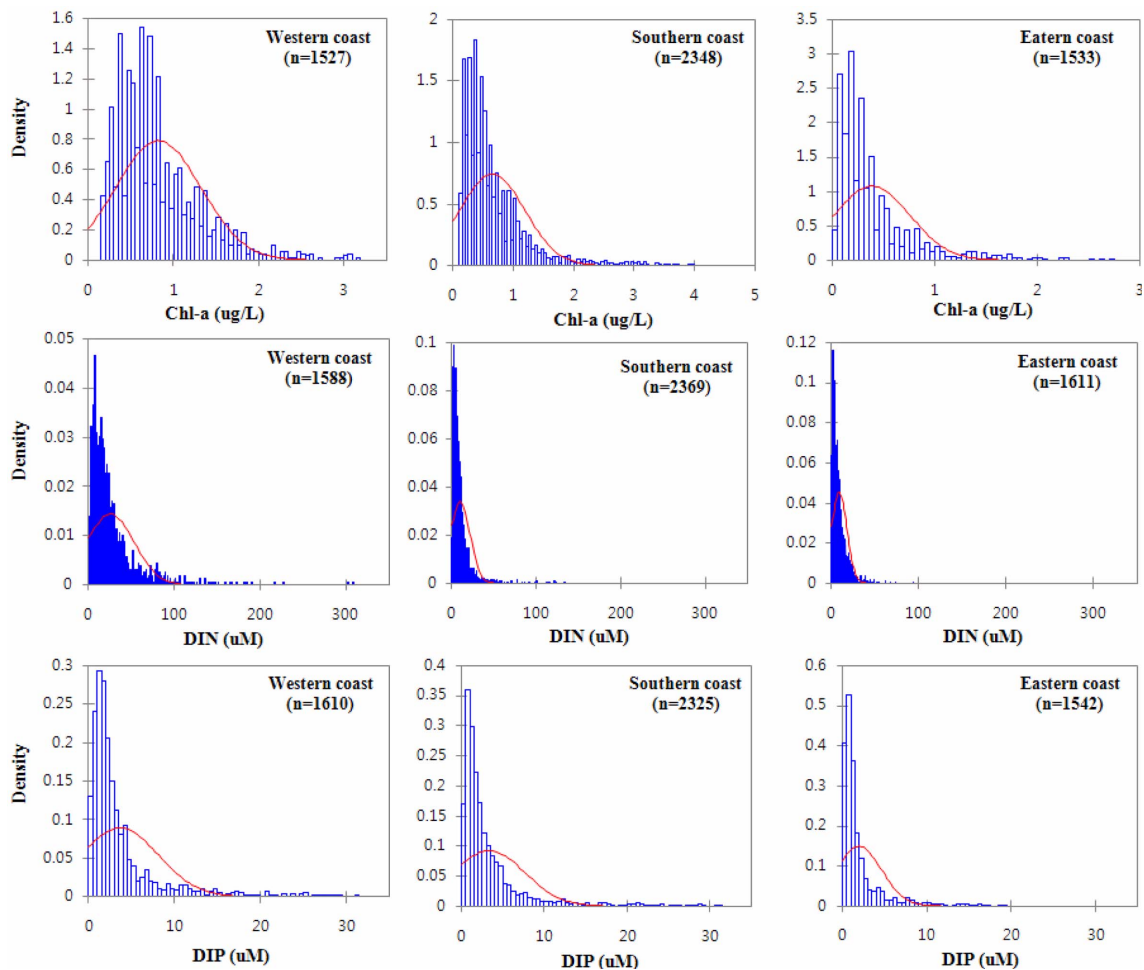 Western coast
(n=1527)
Density
1.6
1.4
1.2
1
0.8
0.6
0.4
0.2
0
0 1 2 3
Chl-a (ug/L)
Southern coast
(n=2348)
2
1.5
1
0.5
0
0 1 2 3 4 5
Chl-a (ug/L)
Eatern coast
(n=1533)
3.5
3
2.5
2
1.5
1
0.5
0
0 1 2 3
Chl-a (ug/L)
Western coast
(n=1588)
Density
0.05
0.04
0.03
0.02
0.01
0
0 100 200 300
DIN (uM)
Southern coast
(n=2369)
0.1
0.08
0.06
0.04
0.02
0
0 100 200 300
DIN (uM)
Eastern coast
(n=1611)
0.12
0.1
0.08
0.06
0.04
0.02
0
0 100 200 300
DIN (uM)
Western coast
(n=1610)
Density
0.3
0.25
0.2
0.15
0.1
0.05
0
0 10 20 30
DIP (uM)
Southern coast
(n=2325)
0.4
0.35
0.3
0.25
0.2
0.15
0.1
0.05
0
0 10 20 30
DIP (uM)
Eastern coast
(n=1542)
0.6
0.5
0.4
0.3
0.2
0.1
0
0 10 20 30
DIP (uM)